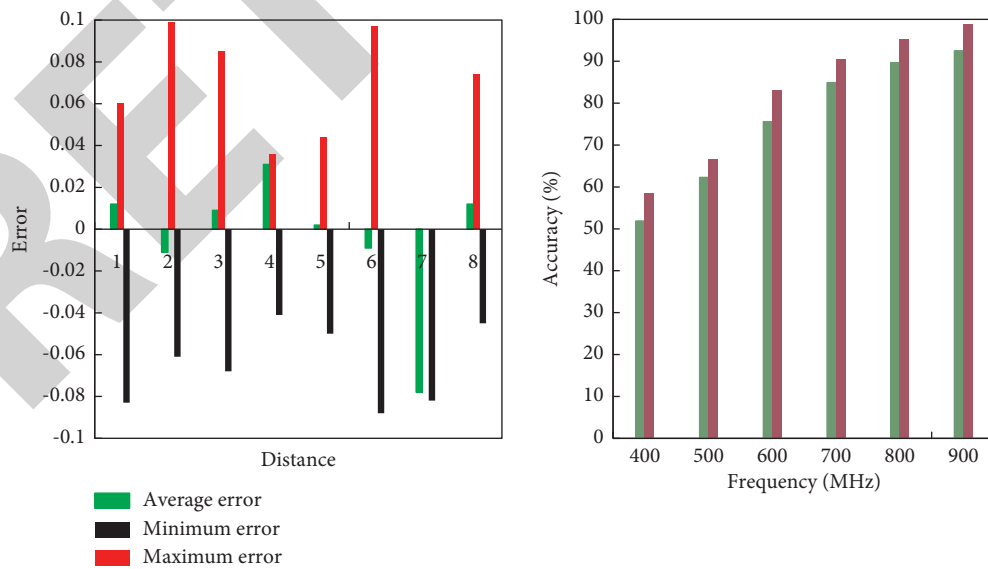 0.1
0.08
0.06
0.04
0.02
0
-0.02
-0.04
-0.06
-0.08
-0.1
Error
1 2 3 4 5 6 7 8
Distance
Average error
Minimum error
Maximum error
100
90
80
70
60
50
40
30
20
10
0
Accuracy (%)
400 500 600 700 800 900
Frequency (MHz)
RET